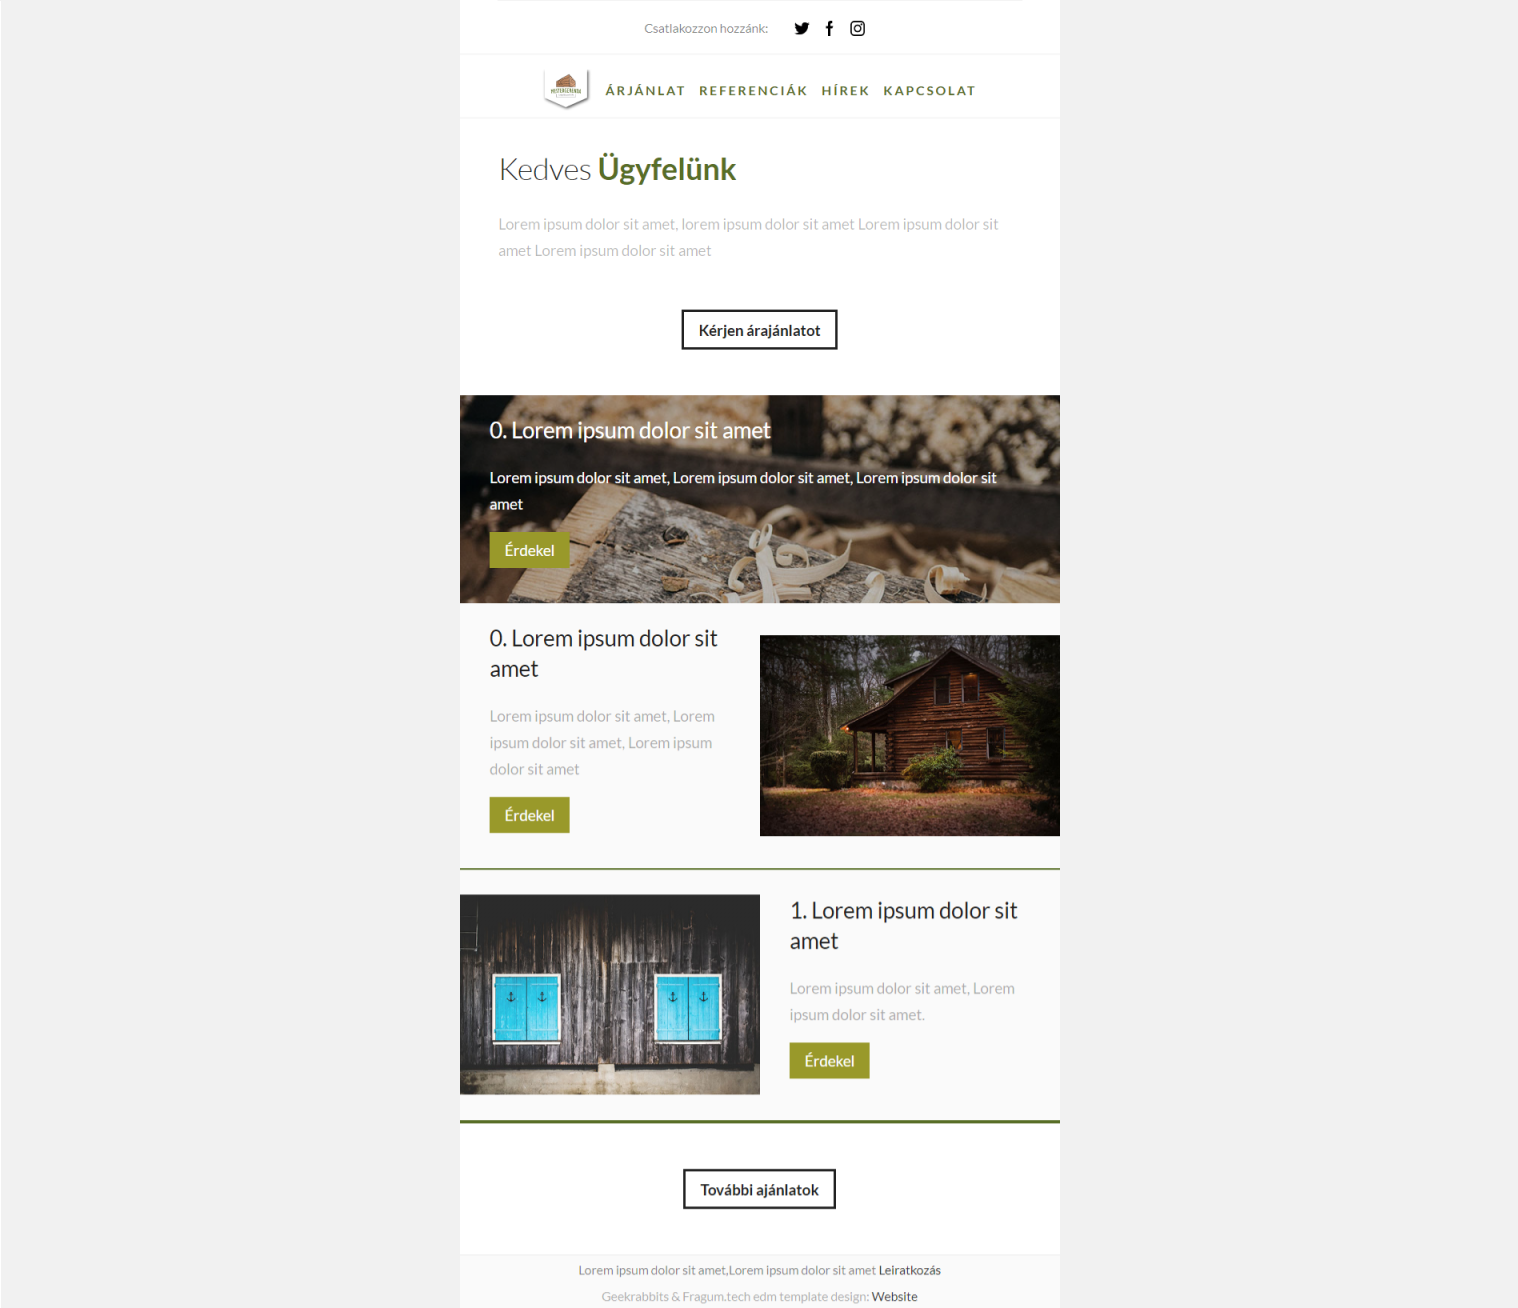 Csatlakozzon hozzánk:
ÁRJÁNLAT REFERENCIÁK HÍREK KAPCSOLAT
Kedves Ügyfelünk
Lorem ipsum dolor sit amet, lorem ipsum dolor sit amet Lorem ipsum dolor sit
amet Lorem ipsum dolor sit amet
Kérjen árajánlatot
0. Lorem ipsum dolor sit amet
Lorem ipsum dolor sit amet, Lorem ipsum dolor sit amet, Lorem ipsum dolor sit
amet
Érdekel
0. Lorem ipsum dolor sit
amet
Lorem ipsum dolor sit amet, Lorem
ipsum dolor sit amet, Lorem ipsum
dolor sit amet
Érdekel
1. Lorem ipsum dolor sit
amet
Lorem ipsum dolor sit amet, Lorem
ipsum dolor sit amet.
Érdekel
További ajánlatok
Lorem ipsum dolor sit amet,Lorem ipsum dolor sit amet Leiratkozás
Geekrabbits & Fragum.tech edm template design: Website